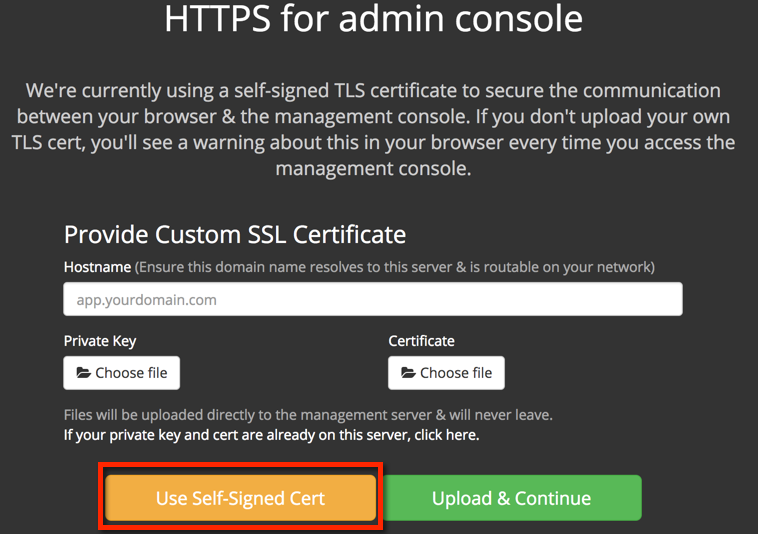 HTTPS for admin console
We're currently using a self-signed TLS certificate to secure the communication
between your browser & the management console. If you don't upload your own
TLS cert, you'll see a warning about this in your browser every time you access the
management console.
Provide Custom SSL Certificate
Hostname (Ensure this domain name resolves to this server & is routable on your network)
app.yourdomain.com
Private Key
Certificate
Choose file
Choose file
Files will be uploaded directly to the management server & will never leave.
If your private key and cert are already on this server, click here.
Use Self-Signed Cert
Upload & Continue